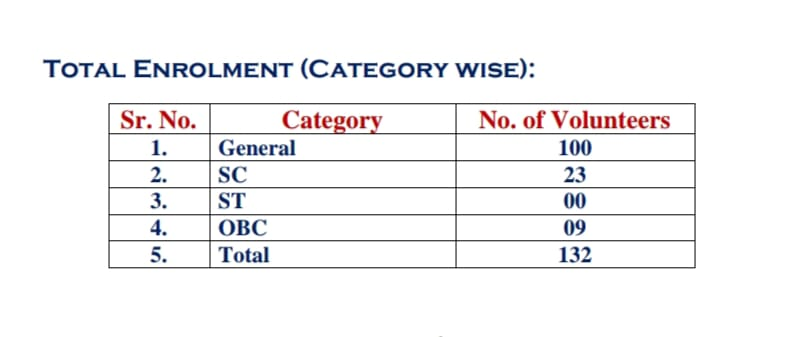 TOTAL ENROLMENT (CATEGORY WISE):
Sr. No. Category No. of Volunteers
1. General 100
2. SC 23
3. ST 00
4. OBC 09
5. Total 132